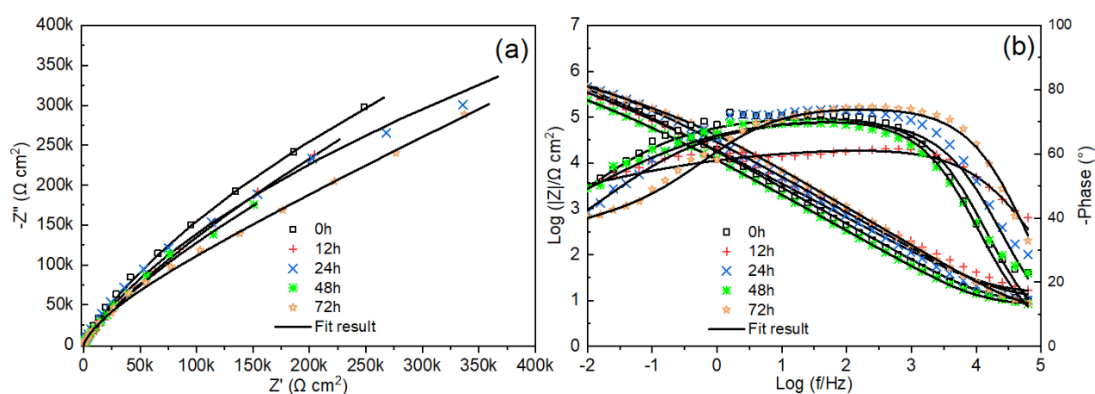 (a)
400k
350k
300k
250k
200k
150k
100k
50k
0
0 50k 100k 150k 200k 250k 300k 350k 400k
-Z'' (Ω cm²)
Z' (Ω cm²)
0h
12h
24h
48h
72h
Fit result
(b)
7
6
5
4
3
2
1
0
-2 -1 0 1 2 3 4 5
Log (|Z|/Ω cm²)
Log (f/Hz)
100
80
60
40
20
0
-Phase (°)
0h
12h
24h
48h
72h
Fit result